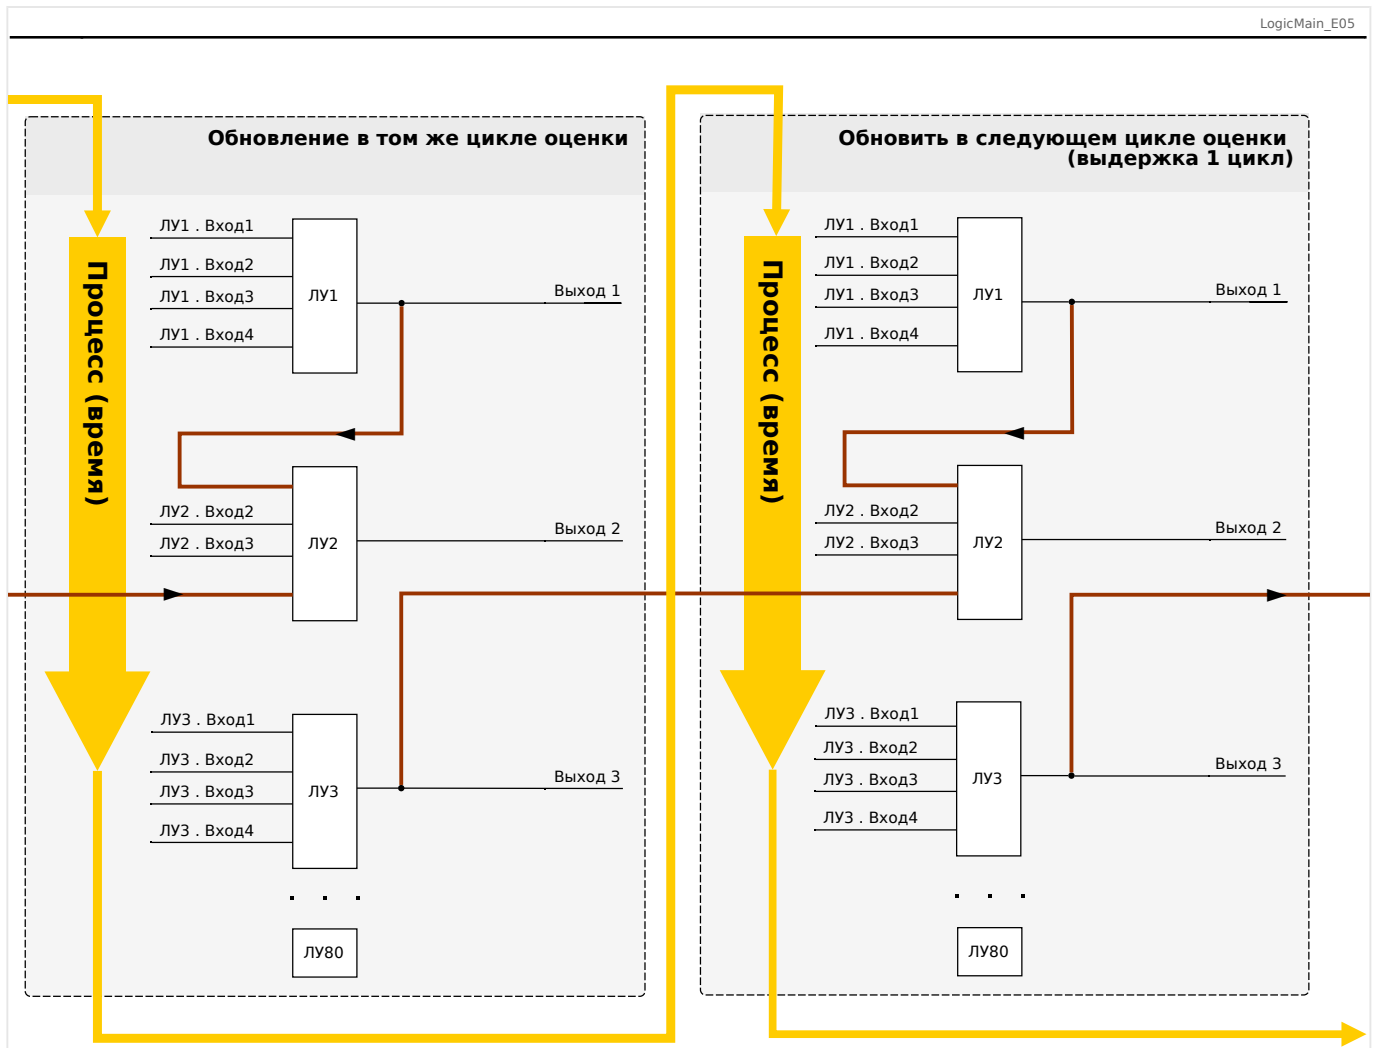 LogicMain_E05
Обновление в том же цикле оценки
Процесс (время)
ЛУ1 . Вход1
ЛУ1 . Вход2
ЛУ1 . Вход3
ЛУ1 . Вход4
ЛУ1
Выход 1
ЛУ2 . Вход2
ЛУ2 . Вход3
ЛУ2
Выход 2
ЛУ3 . Вход1
ЛУ3 . Вход2
ЛУ3 . Вход3
ЛУ3 . Вход4
ЛУ3
Выход 3
. . .
ЛУ80
Обновить в следующем цикле оценки
(выдержка 1 цикл)
Процесс (время)
ЛУ1 . Вход1
ЛУ1 . Вход2
ЛУ1 . Вход3
ЛУ1 . Вход4
ЛУ1
Выход 1
ЛУ2 . Вход2
ЛУ2 . Вход3
ЛУ2
Выход 2
ЛУ3 . Вход1
ЛУ3 . Вход2
ЛУ3 . Вход3
ЛУ3 . Вход4
ЛУ3
Выход 3
. . .
ЛУ80